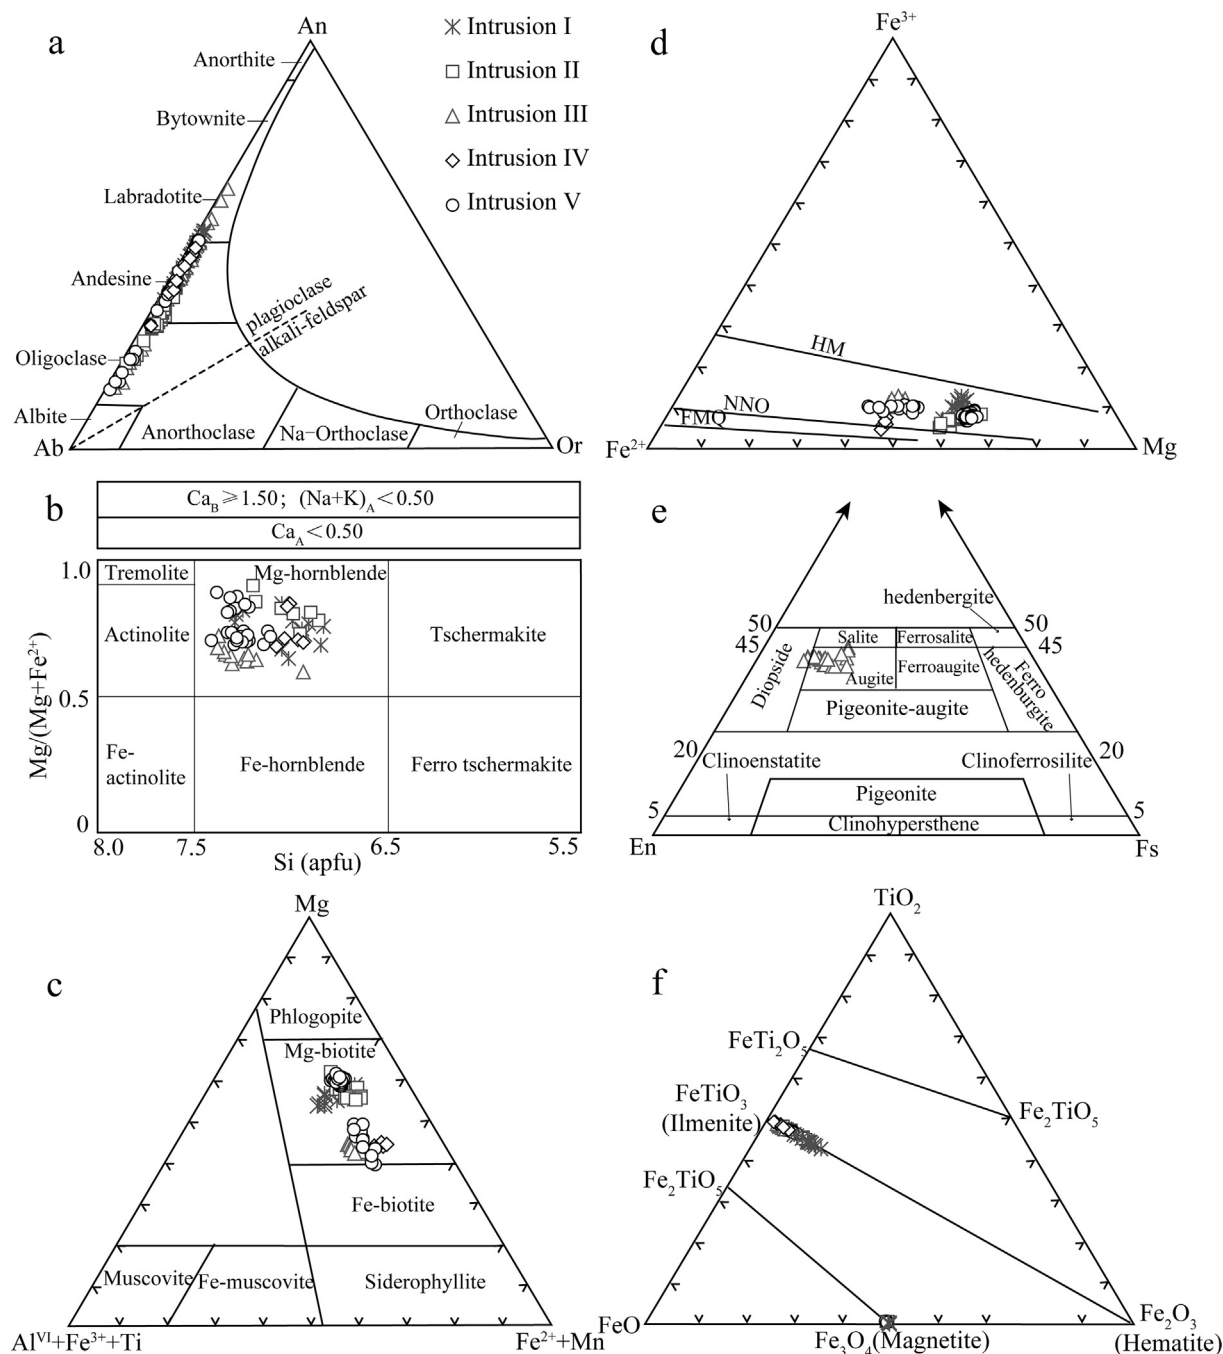 a
An
Anorthite
Bytownite
Labradotite
Andesine
Oligoclase
Albite
Ab
Anorthoclase
Na-Orthoclase
Orthoclase
Or
plagioclase
alkali-feldspar
Intrusion I
Intrusion II
Intrusion III
Intrusion IV
Intrusion V
d
Fe³⁺
HM
NNO
FMQ
Fe²⁺
Mg
b
Ca_B ≥ 1.50; (Na+K)_A < 0.50
Ca_A < 0.50
Mg/(Mg+Fe²⁺)
1.0
0.5
0
Tremolite
Mg-hornblende
Actinolite
Tschermakite
Fe-
actinolite
Fe-hornblende
Ferro tschermakite
8.0
7.5
6.5
5.5
Si (apfu)
e
hedenbergite
50
50
45
45
Salite
Ferrosalite
Diopside
Augite
Ferroaugite
Ferro
hedenburgite
Pigeonite-augite
20
20
Clinoenstatite
Clinoferrosilite
Pigeonite
5
5
Clinohypersthene
En
Fs
c
Mg
Phlogopite
Mg-biotite
Fe-biotite
Muscovite
Fe-muscovite
Siderophyllite
Al^VI+Fe³⁺+Ti
Fe²⁺+Mn
f
TiO₂
FeTi₂O₅
FeTiO₃
(Ilmenite)
Fe₂TiO₅
Fe₂TiO₅
FeO
Fe₃O₄(Magnetite)
Fe₂O₃
(Hematite)